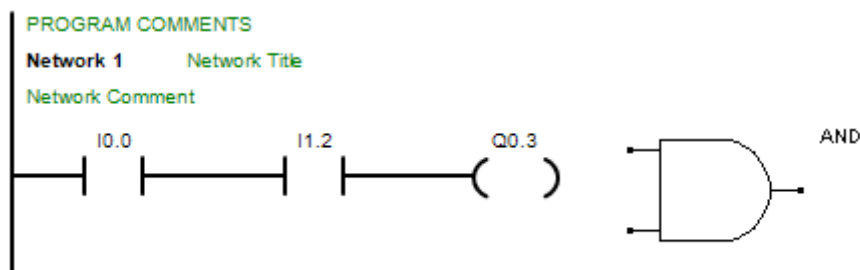 PROGRAM COMMENTS
Network 1 Network Title
Network Comment
I0.0 I1.2 Q0.3
AND